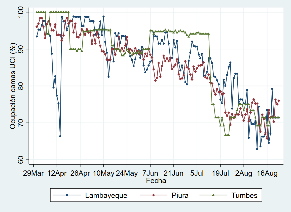 Ocupación camas UCI (%)
100
90
80
70
60
29Mar 12Apr 26Apr 10May 24May 7Jun 21Jun 5Jul 19Jul 2Aug 16Aug
Fecha
Lambayeque Piura Tumbes